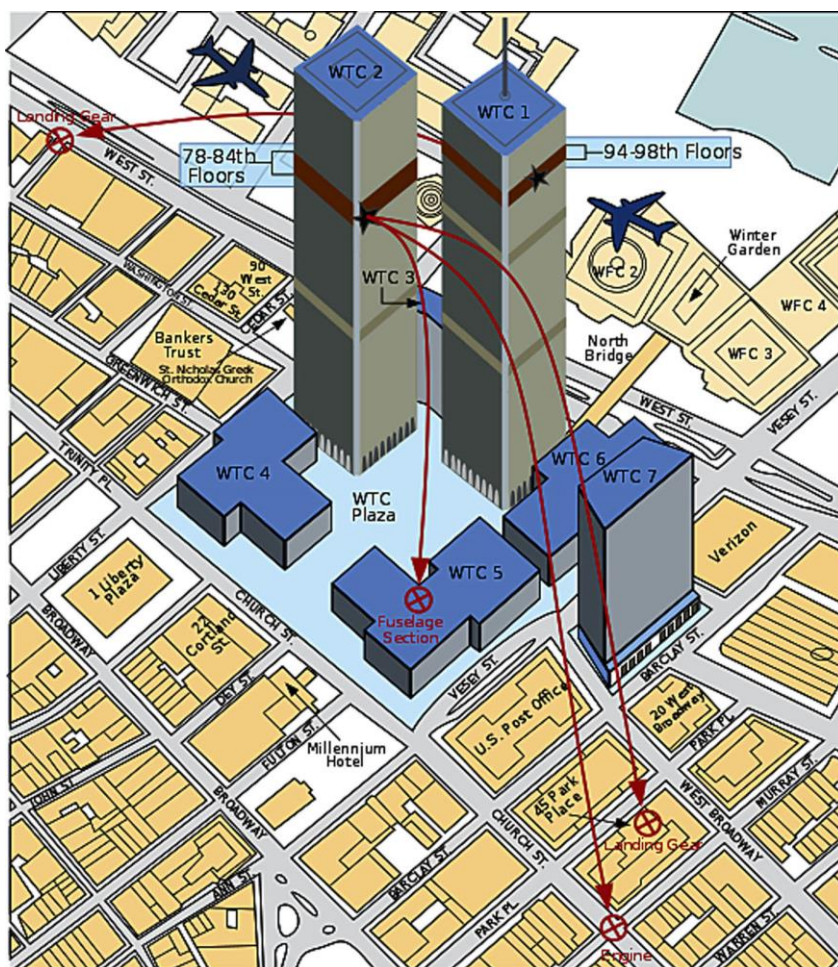 WTC 2
WTC 1
Landing Gear
78-84th
Floors
94-98th Floors
WEST ST.
WASHINGTON ST.
90
West
St.
130
Cedar St.
CEDAR ST.
WTC 3
WFC 2
Winter
Garden
WFC 4
WFC 3
North
Bridge
Bankers
Trust
St. Nicholas Greek
Orthodox Church
GREENWICH ST.
TRINITY PL.
WEST ST.
VESEY ST.
WTC 4
WTC
Plaza
WTC 6
WTC 7
WTC 5
Verizon
Fuselage
Section
LIBERTY ST.
1 Liberty
Plaza
BROADWAY
22
Cortland
St.
CHURCH ST.
DEY ST.
VESEY ST.
BARCLAY ST.
U.S. Post Office
20 West
Broadway
PARK PL.
Millennium
Hotel
FULTON ST.
JOHN ST.
BROADWAY
45 Park
Place
MURRAY ST.
WEST BROADWAY
Landing Gear
CHURCH ST.
BARCLAY ST.
ANN ST.
PARK PL.
WARREN ST.
Engine